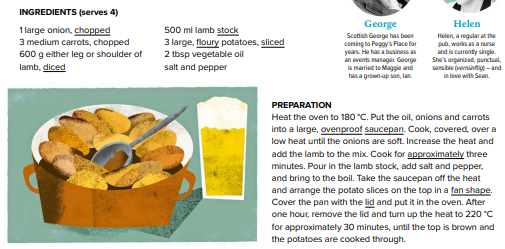 INGREDIENTS (serves 4)
1 large onion, chopped
3 medium carrots, chopped
600 g either leg or shoulder of
lamb, diced
500 ml lamb stock
3 large, floury potatoes, sliced
2 tbsp vegetable oil
salt and pepper
George
Scottish George has been
coming to Peggy's Place for
years. He has a business as
an events manager. George
is married to Maggie and
has a grown-up son, Ian.
Helen
Helen, a regular at the
pub, works as a nurse
and is currently single.
She's organized, punctual,
sensible (vernünftig) – and
in love with Sean.
PREPARATION
Heat the oven to 180 °C. Put the oil, onions and carrots
into a large, ovenproof saucepan. Cook, covered, over a
low heat until the onions are soft. Increase the heat and
add the lamb to the mix. Cook for approximately three
minutes. Pour in the lamb stock, add salt and pepper,
and bring to the boil. Take the saucepan off the heat
and arrange the potato slices on the top in a fan shape.
Cover the pan with the lid and put it in the oven. After
one hour, remove the lid and turn up the heat to 220 °C
for approximately 30 minutes, until the top is brown and
the potatoes are cooked through.